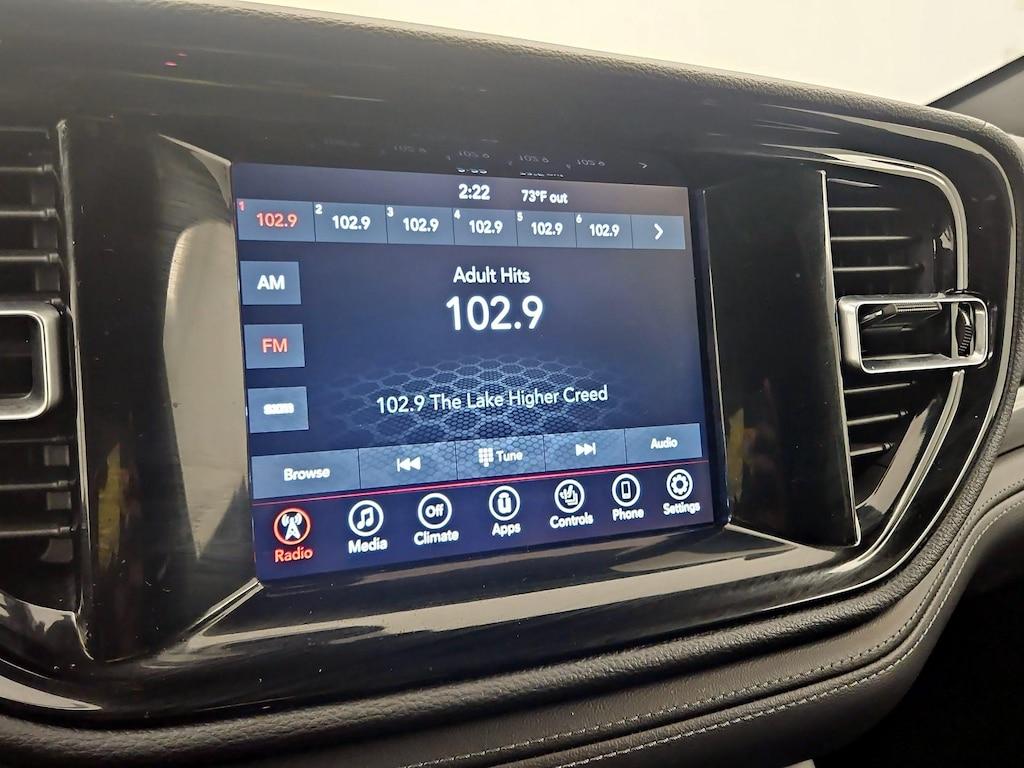 2:22 73°F out
1 102.9 2 102.9 3 102.9 4 102.9 5 102.9 6 102.9
AM
Adult Hits
102.9
FM
102.9 The Lake Higher Creed
Browse Tune Audio
Radio Media Off Climate Apps Controls Phone Settings